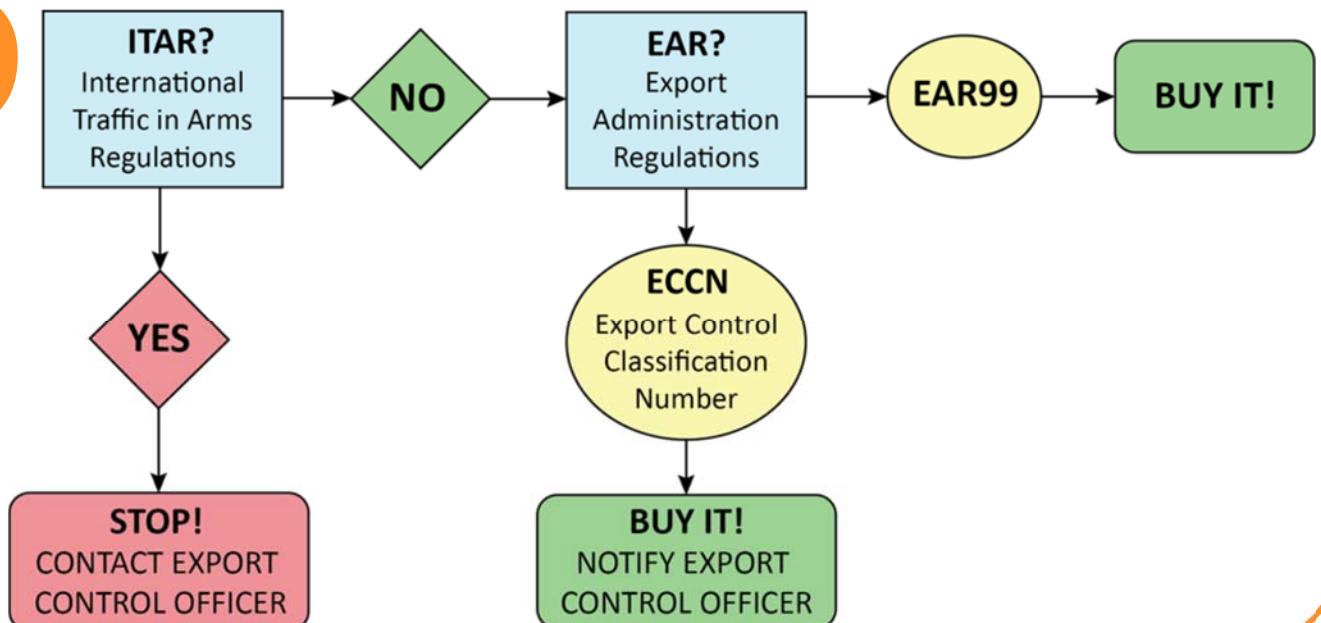 ITAR?
International
Traffic in Arms
Regulations
NO
EAR?
Export
Administration
Regulations
EAR99
BUY IT!
YES
ECCN
Export Control
Classification
Number
STOP!
CONTACT EXPORT
CONTROL OFFICER
BUY IT!
NOTIFY EXPORT
CONTROL OFFICER